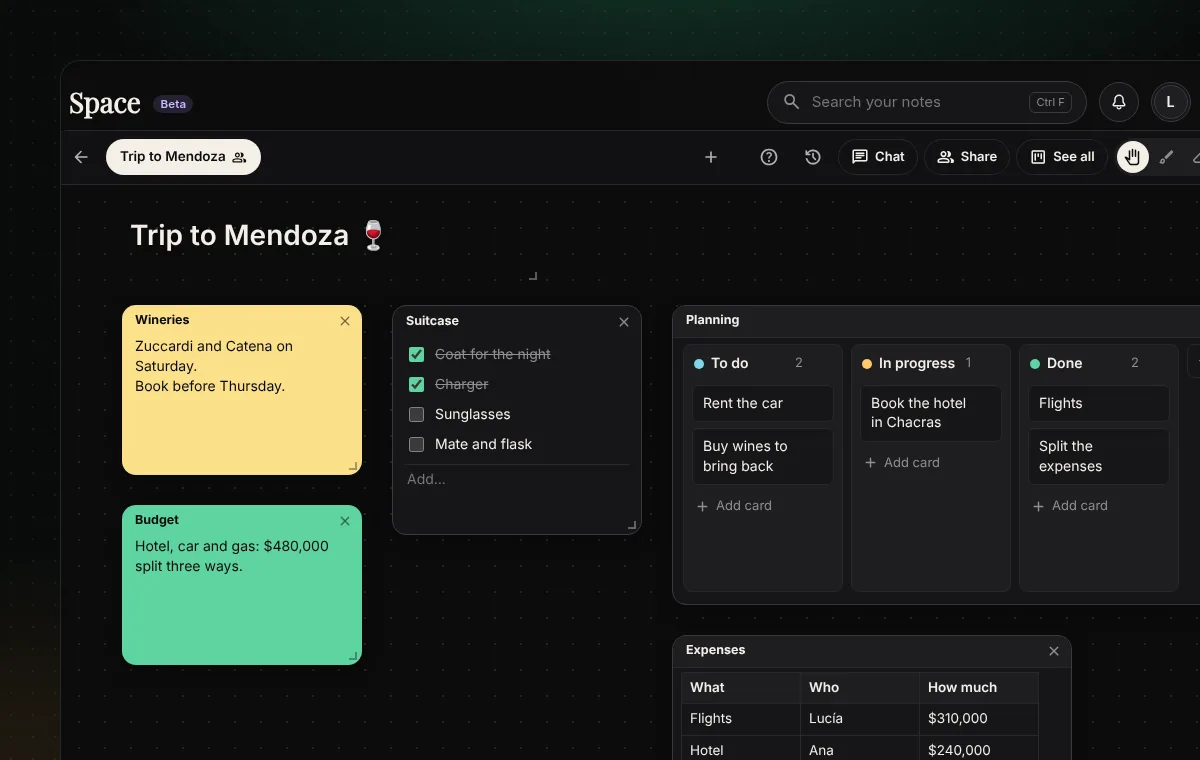 Space Beta
Search your notes Ctrl F
L
Trip to Mendoza
Chat
Share
See all
Trip to Mendoza 🍷
Wineries
Zuccardi and Catena on
Saturday.
Book before Thursday.
Budget
Hotel, car and gas: $480,000
split three ways.
Suitcase
Coat for the night
Charger
Sunglasses
Mate and flask
Add...
Planning
To do 2
Rent the car
Buy wines to
bring back
+ Add card
In progress 1
Book the hotel
in Chacras
+ Add card
Done 2
Flights
Split the
expenses
+ Add card
Expenses
What Who How much
Flights Lucía $310,000
Hotel Ana $240,000